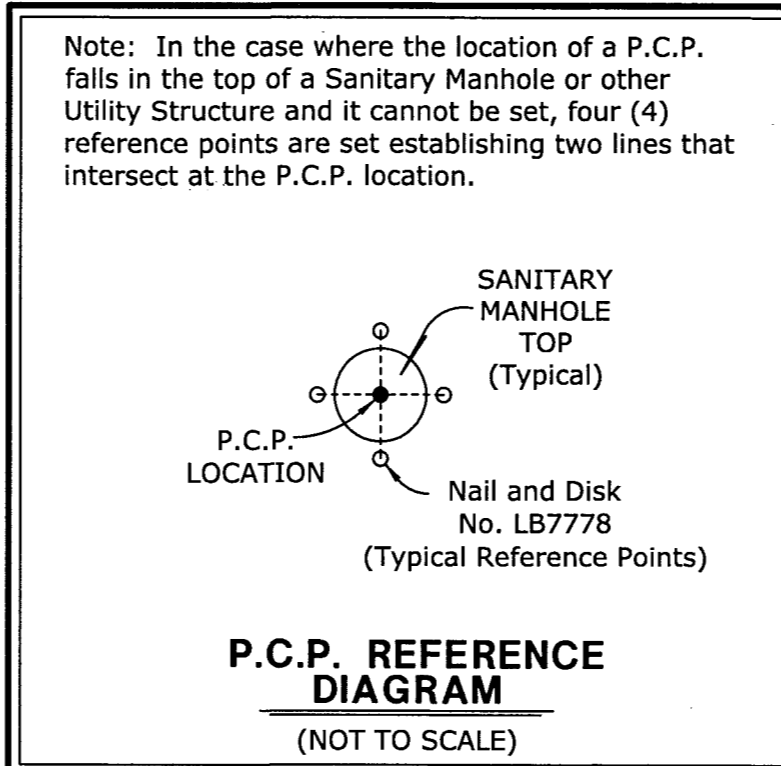 Note: In the case where the location of a P.C.P.
falls in the top of a Sanitary Manhole or other
Utility Structure and it cannot be set, four (4)
reference points are set establishing two lines that
intersect at the P.C.P. location.
SANITARY
MANHOLE
TOP
(Typical)
P.C.P.
LOCATION
Nail and Disk
No. LB7778
(Typical Reference Points)
P.C.P. REFERENCE
DIAGRAM
(NOT TO SCALE)